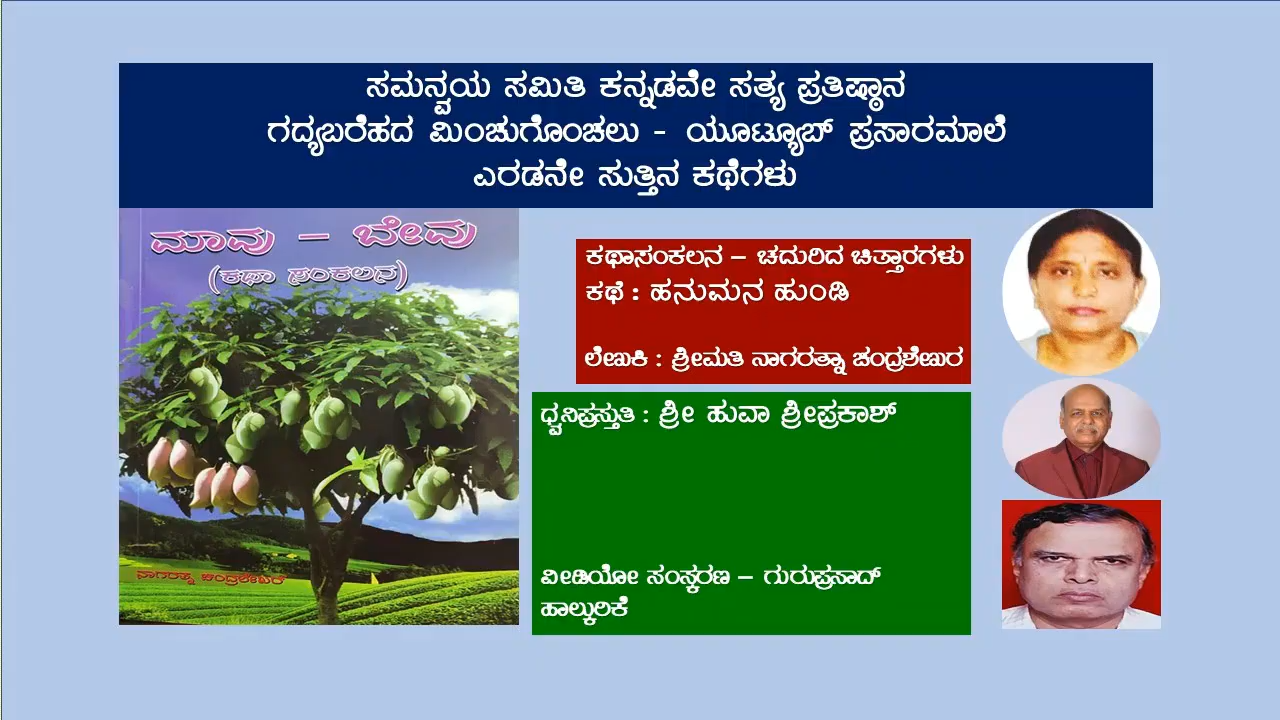 ಸಮನ್ವಯ ಸಮಿತಿ ಕನ್ನಡವೇ ಸತ್ಯ ಪ್ರತಿಷ್ಠಾನ
ಗದ್ಯಬರೆಹದ ಮಿಂಚುಗೊಂಚಲು - ಯೂಟ್ಯೂಬ್ ಪ್ರಸಾರಮಾಲೆ
ಎರಡನೇ ಸುತ್ತಿನ ಕಥೆಗಳು
ಮಾವು – ಬೇವು
(ಕಥಾ ಸಂಕಲನ)
ನಾಗರತ್ನಾ ಚಂದ್ರಶೇಖರ
ಕಥಾಸಂಕಲನ – ಚದುರಿದ ಚಿತ್ತಾರಗಳು
ಕಥೆ : ಹನುಮನ ಹುಂಡಿ
ಲೇಖಕಿ : ಶ್ರೀಮತಿ ನಾಗರತ್ನಾ ಚಂದ್ರಶೇಖರ
ಧ್ವನಿಪ್ರಸ್ತುತಿ : ಶ್ರೀ ಹುವಾ ಶ್ರೀಪ್ರಕಾಶ್
ವೀಡಿಯೋ ಸಂಸ್ಕರಣ – ಗುರುಪ್ರಸಾದ್
ಹಾಲ್ಕುರಿಕೆ